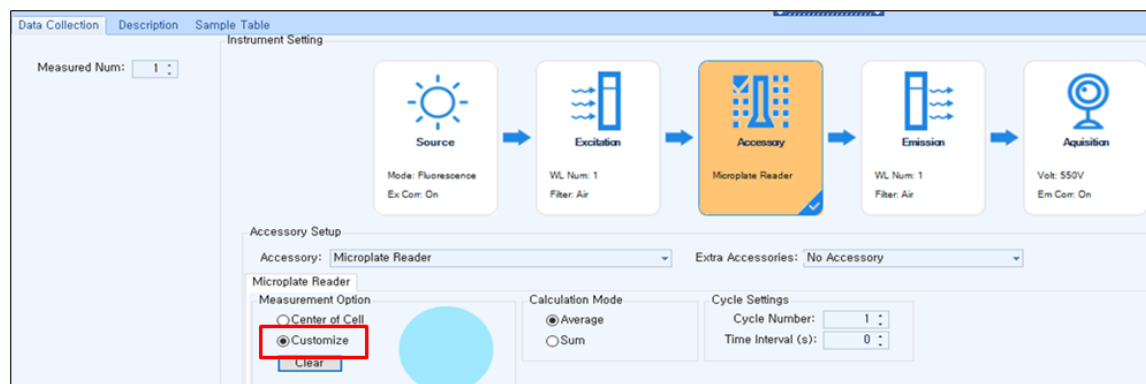 Data Collection Description Sample Table
Instrument Setting
Measured Num: 1
Source Excitation Accessory Emission Aquisition
Mode: Fluorescence WL Num: 1 Microplate Reader WL Num: 1 Volt: 550V
Ex Corr: On Filter: Air Filter: Air Em Corr: On
Accessory Setup
Accessory: Microplate Reader Extra Accessories: No Accessory
Microplate Reader
Measurement Option Calculation Mode Cycle Settings
Center of Cell Average Cycle Number: 1
Customize Sum Time Interval (s): 0
Clear